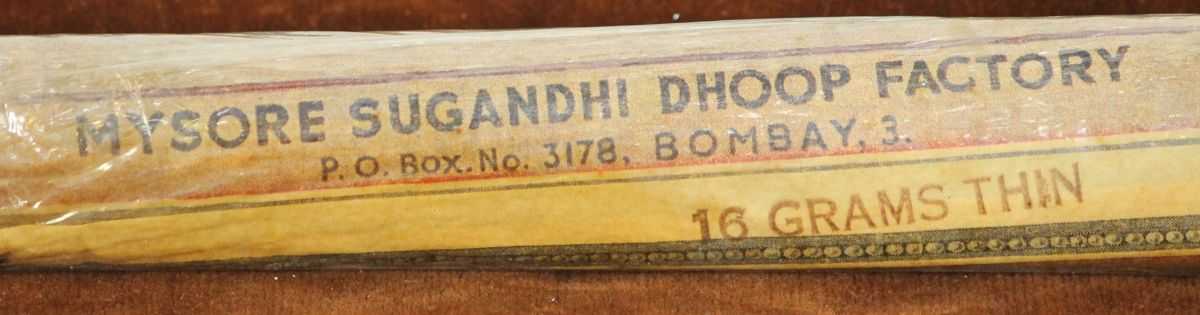 MYSORE SUGANDHI DHOOP FACTORY
P. O. BOX. NO. 3178, BOMBAY, 3.
16 GRAMS THIN